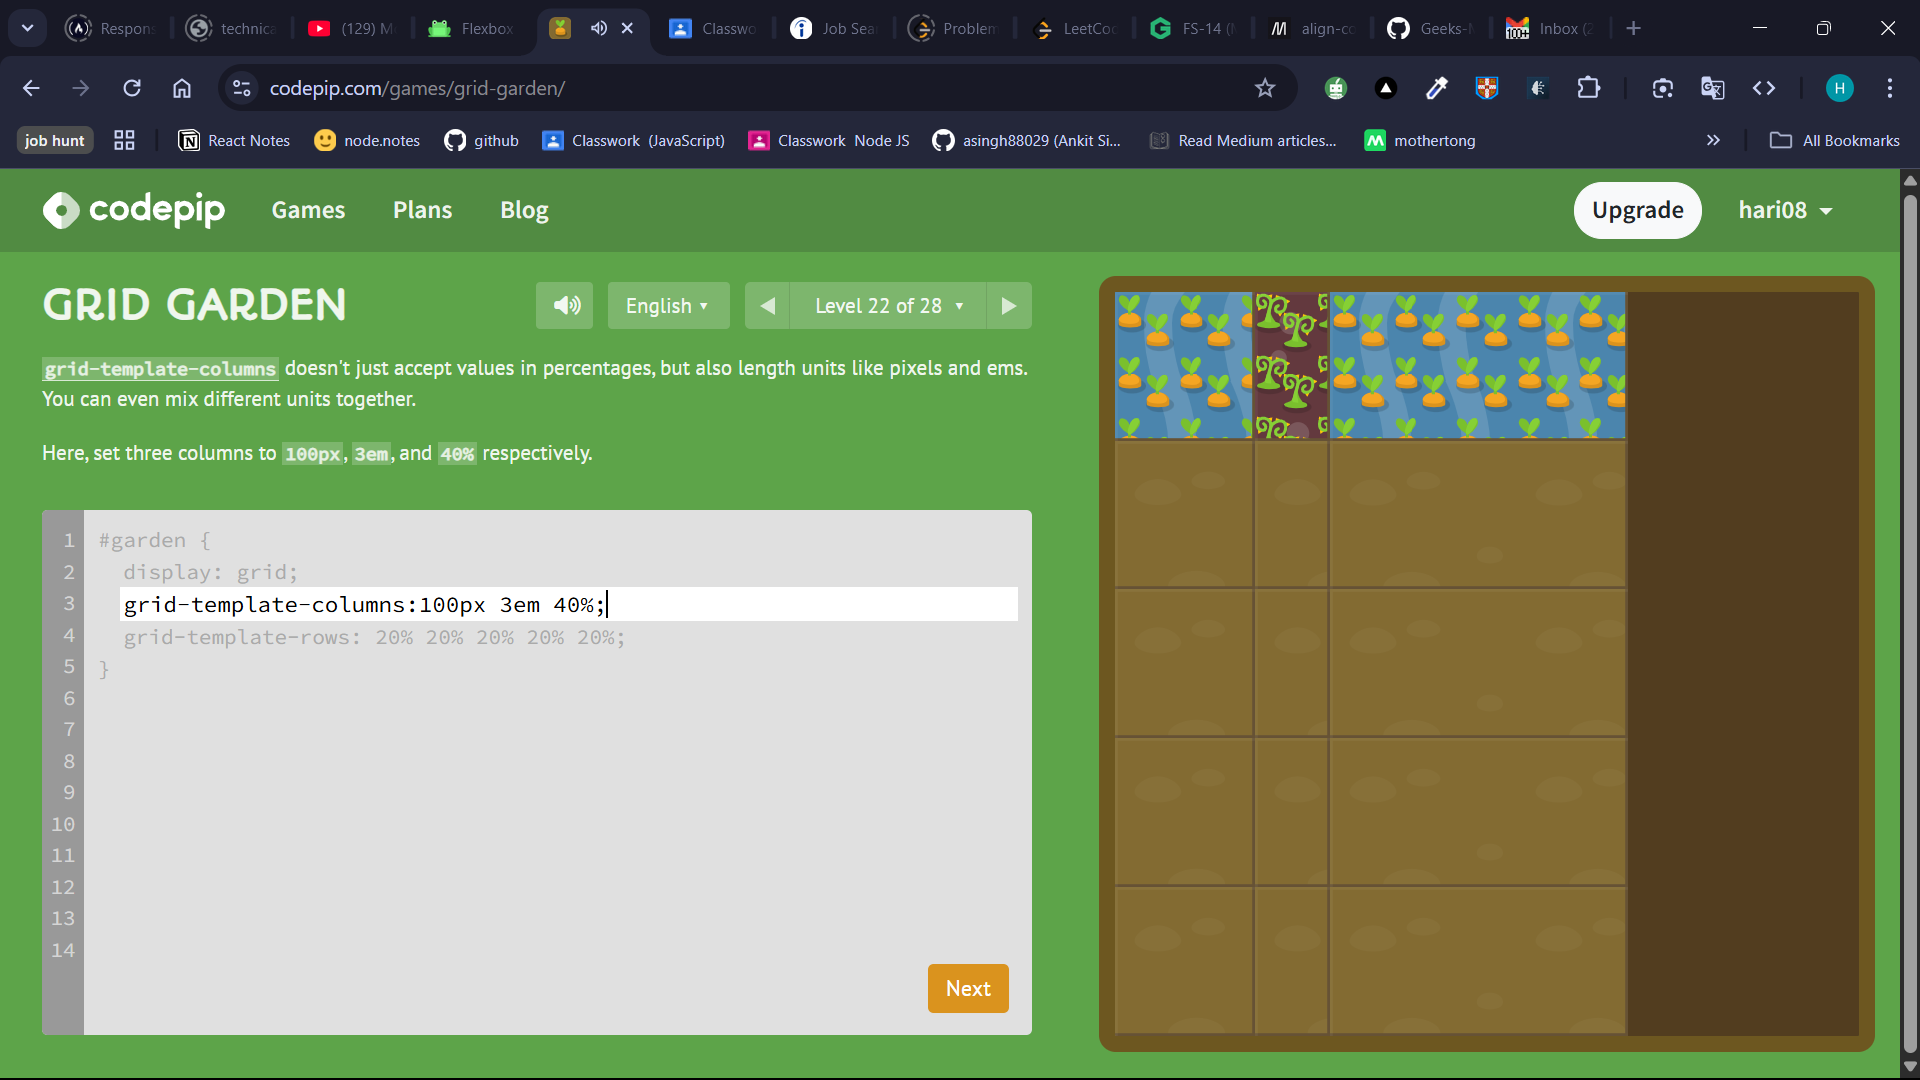 Respons
technica
(129) M
Flexbox
Classwo
Job Sea
Problem
LeetCo
FS-14 (
align-co
Geeks-
Inbox (2
codepip.com/games/grid-garden/
H
job hunt
React Notes
node.notes
github
Classwork (JavaScript)
Classwork Node JS
asingh88029 (Ankit Si...
Read Medium articles...
mothertong
All Bookmarks
codepip
Games
Plans
Blog
Upgrade
hari08
GRID GARDEN
English
Level 22 of 28
grid-template-columns doesn't just accept values in percentages, but also length units like pixels and ems.
You can even mix different units together.
Here, set three columns to 100px, 3em, and 40% respectively.
1 #garden {
2 display: grid;
3 grid-template-columns:100px 3em 40%;
4 grid-template-rows: 20% 20% 20% 20% 20%;
5 }
6
7
8
9
10
11
12
13
14
Next